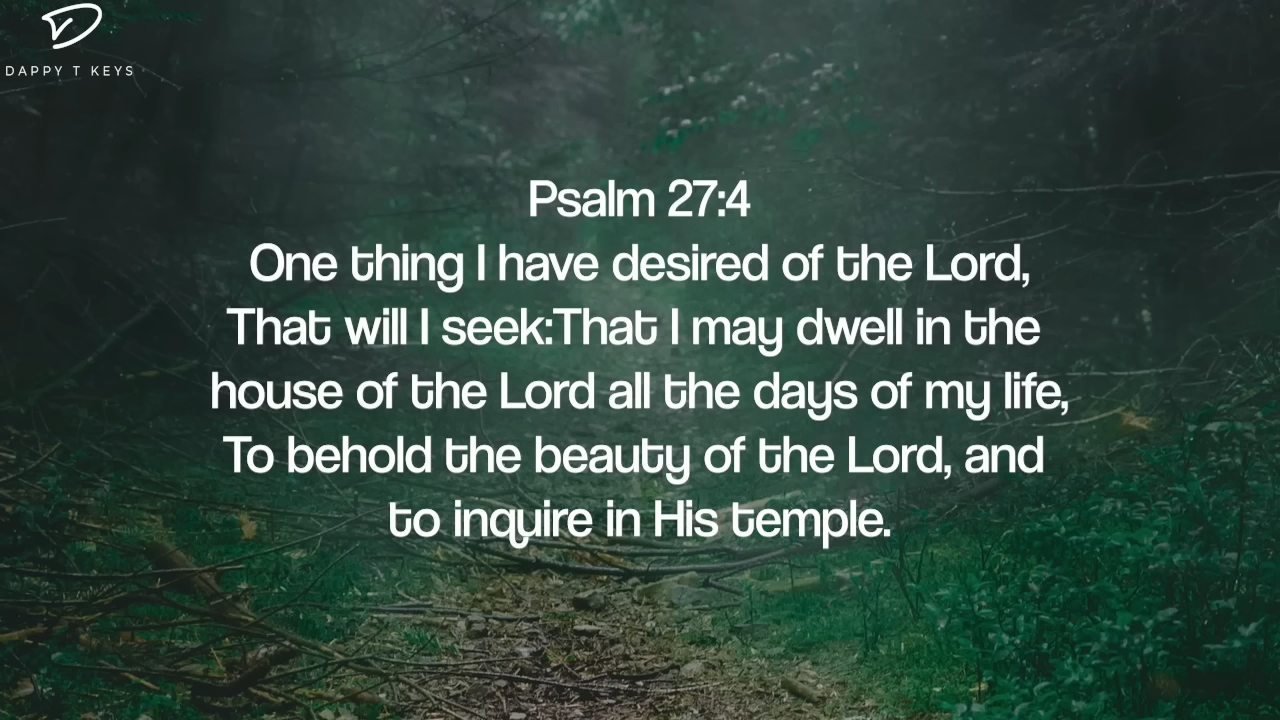 DAPPY T KEYS
Psalm 27:4
One thing I have desired of the Lord,
That will I seek:That I may dwell in the
house of the Lord all the days of my life,
To behold the beauty of the Lord, and
to inquire in His temple.